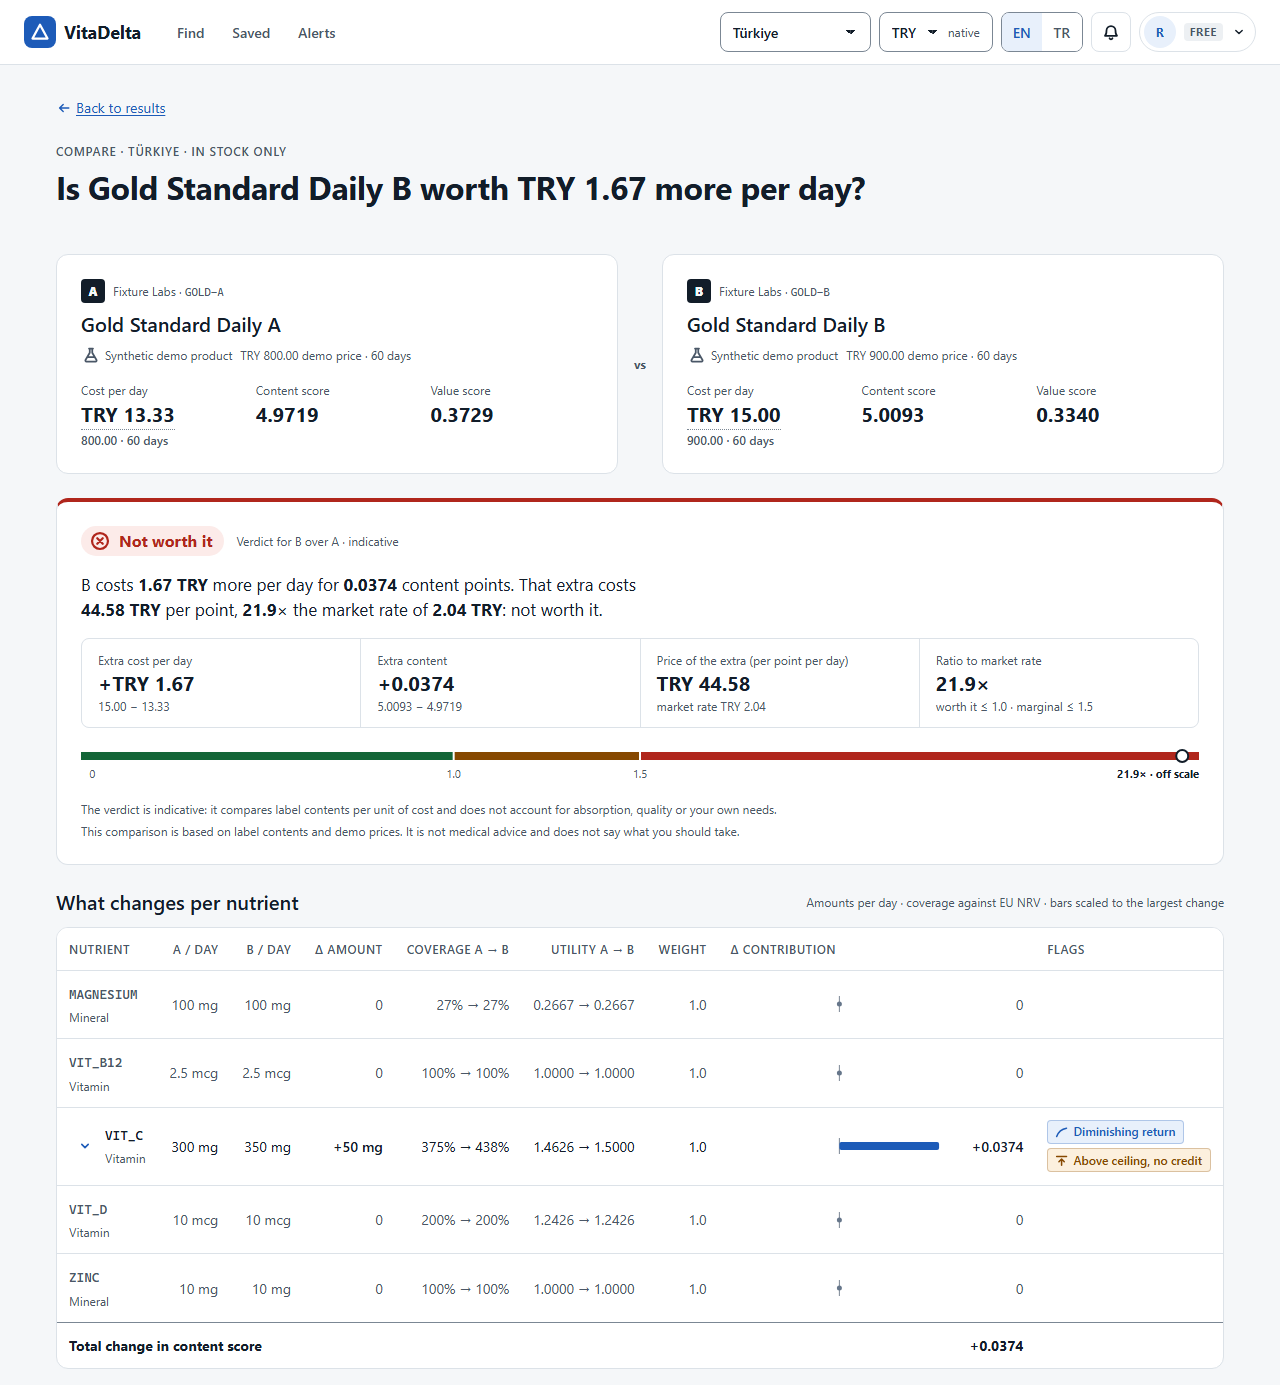 VitaDelta Find Saved Alerts Türkiye TRY native EN TR R FREE
← Back to results
COMPARE · TÜRKİYE · IN STOCK ONLY
Is Gold Standard Daily B worth TRY 1.67 more per day?
A Fixture Labs · GOLD-A
Gold Standard Daily A
Synthetic demo product TRY 800.00 demo price · 60 days
Cost per day Content score Value score
TRY 13.33 4.9719 0.3729
800.00 · 60 days
vs
B Fixture Labs · GOLD-B
Gold Standard Daily B
Synthetic demo product TRY 900.00 demo price · 60 days
Cost per day Content score Value score
TRY 15.00 5.0093 0.3340
900.00 · 60 days
Not worth it Verdict for B over A · indicative
B costs 1.67 TRY more per day for 0.0374 content points. That extra costs
44.58 TRY per point, 21.9× the market rate of 2.04 TRY: not worth it.
Extra cost per day Extra content Price of the extra (per point per day) Ratio to market rate
+TRY 1.67 +0.0374 TRY 44.58 21.9×
15.00 − 13.33 5.0093 − 4.9719 market rate TRY 2.04 worth it ≤ 1.0 · marginal ≤ 1.5
0 1.0 1.5 21.9× · off scale
The verdict is indicative: it compares label contents per unit of cost and does not account for absorption, quality or your own needs.
This comparison is based on label contents and demo prices. It is not medical advice and does not say what you should take.
What changes per nutrient Amounts per day · coverage against EU NRV · bars scaled to the largest change
NUTRIENT A / DAY B / DAY Δ AMOUNT COVERAGE A → B UTILITY A → B WEIGHT Δ CONTRIBUTION FLAGS
MAGNESIUM
Mineral 100 mg 100 mg 0 27% → 27% 0.2667 → 0.2667 1.0 0
VIT_B12
Vitamin 2.5 mcg 2.5 mcg 0 100% → 100% 1.0000 → 1.0000 1.0 0
VIT_C
Vitamin 300 mg 350 mg +50 mg 375% → 438% 1.4626 → 1.5000 1.0 +0.0374
Diminishing return
Above ceiling, no credit
VIT_D
Vitamin 10 mcg 10 mcg 0 200% → 200% 1.2426 → 1.2426 1.0 0
ZINC
Mineral 10 mg 10 mg 0 100% → 100% 1.0000 → 1.0000 1.0 0
Total change in content score +0.0374